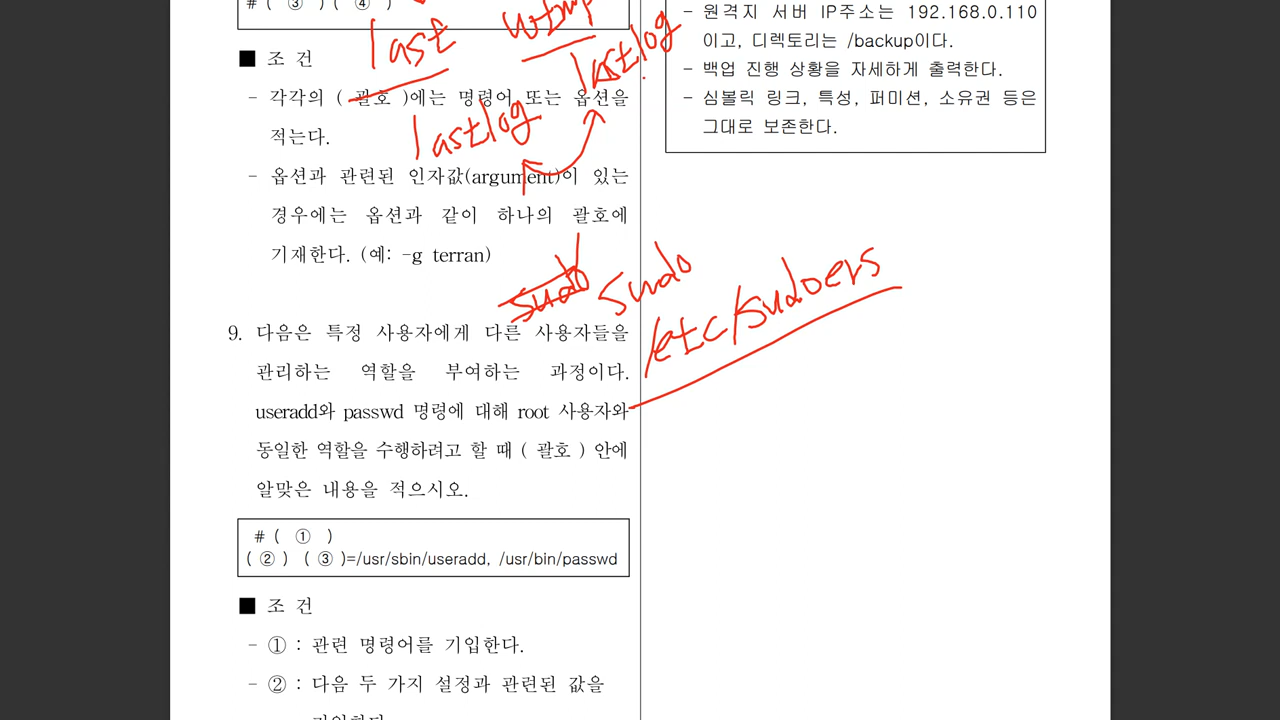 # ( ③ ) ( ④ )
last
wtmp
lastlog
■ 조 건
- 각각의 ( 괄호 )에는 명령어 또는 옵션을
적는다.
lastlog
- 옵션과 관련된 인자값(argument)이 있는
경우에는 옵션과 같이 하나의 괄호에
기재한다. (예: -g terran)
sudo
sudo
/etc/sudoers
9. 다음은 특정 사용자에게 다른 사용자들을
관리하는 역할을 부여하는 과정이다.
useradd와 passwd 명령에 대해 root 사용자와
동일한 역할을 수행하려고 할 때 ( 괄호 ) 안에
알맞은 내용을 적으시오.
# ( ① )
( ② ) ( ③ )=/usr/sbin/useradd, /usr/bin/passwd
■ 조 건
- ① : 관련 명령어를 기입한다.
- ② : 다음 두 가지 설정과 관련된 값을
- 원격지 서버 IP주소는 192.168.0.110
이고, 디렉토리는 /backup이다.
- 백업 진행 상황을 자세하게 출력한다.
- 심볼릭 링크, 특성, 퍼미션, 소유권 등은
그대로 보존한다.